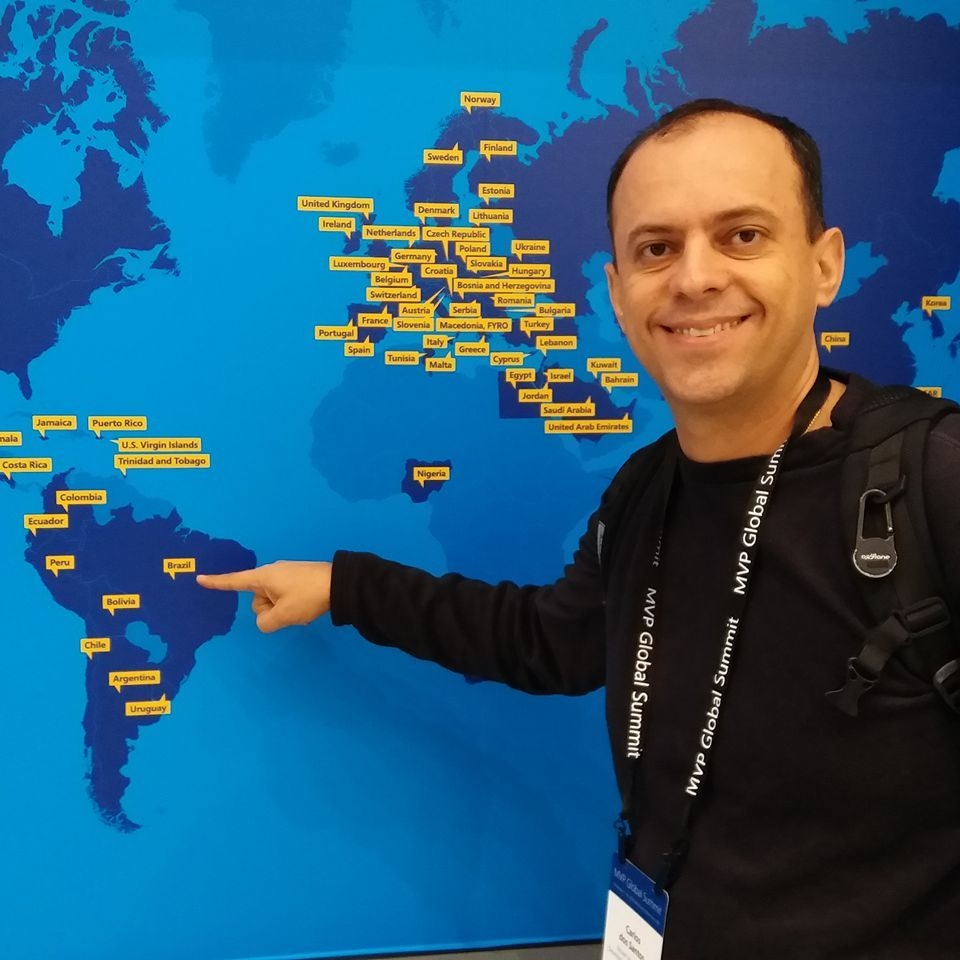 Norway
Sweden
Finland
Estonia
United Kingdom
Denmark
Lithuania
Ireland
Netherlands
Czech Republic
Poland
Ukraine
Germany
Luxembourg
Slovakia
Croatia
Hungary
Belgium
Bosnia and Herzegovina
Switzerland
Romania
Austria
Serbia
Bulgaria
France
Slovenia
Macedonia, FYRO
Turkey
Portugal
Italy
Lebanon
Spain
Greece
Tunisia
Malta
Cyprus
Kuwait
Egypt
Israel
Bahrain
Jordan
Saudi Arabia
United Arab Emirates
Korea
China
Jamaica
Puerto Rico
U.S. Virgin Islands
Costa Rica
Trinidad and Tobago
Nigeria
Colombia
Ecuador
Peru
Brazil
Bolivia
Chile
Argentina
Uruguay
MVP Global Summit
MVP Global Summit
MVP Global Summit
MVP Global Summit
Carlos
dos Santos